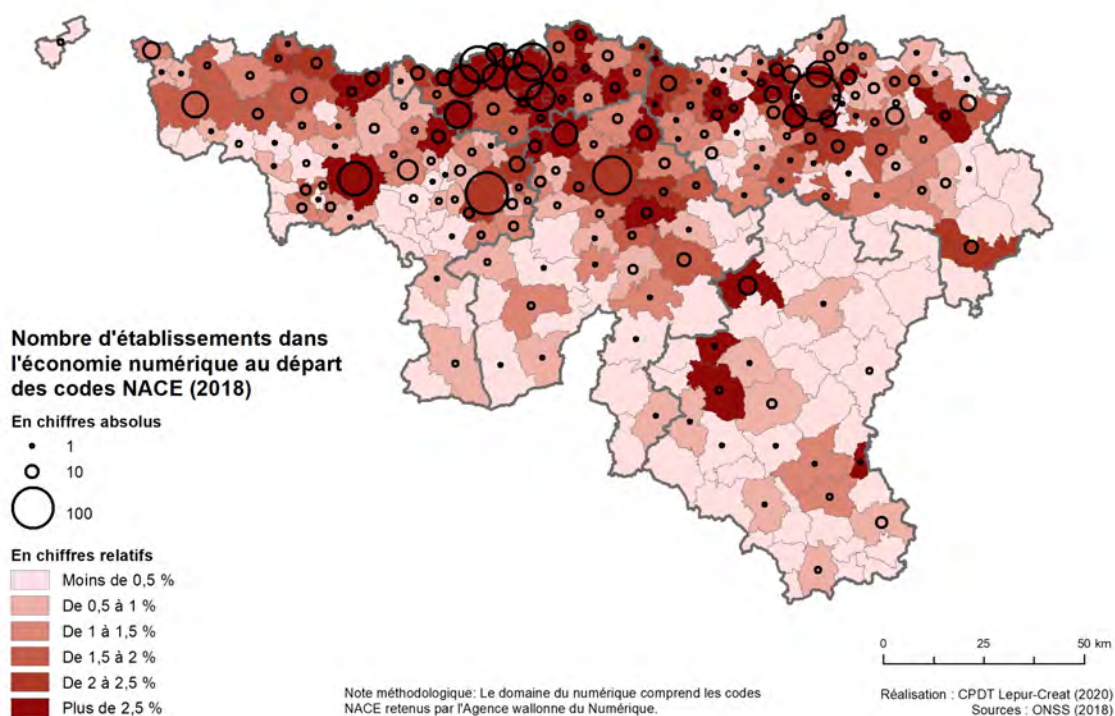 Nombre d'établissements dans
l'économie numérique au départ
des codes NACE (2018)
En chiffres absolus
1
10
100
En chiffres relatifs
Moins de 0,5 %
De 0,5 à 1 %
De 1 à 1,5 %
De 1,5 à 2 %
De 2 à 2,5 %
Plus de 2,5 %
Note méthodologique: Le domaine du numérique comprend les codes
NACE retenus par l'Agence wallonne du Numérique.
0 25 50 km
Réalisation : CPDT Lepur-Creat (2020)
Sources : ONSS (2018)